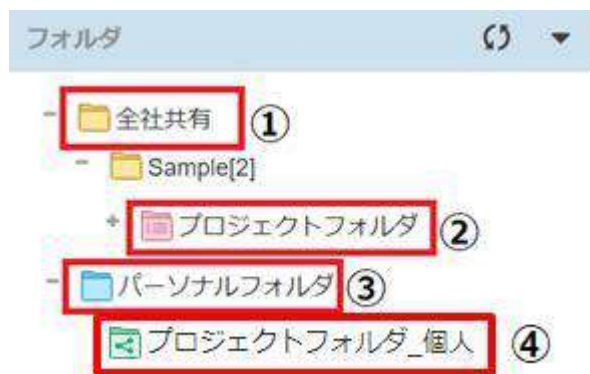 フォルダ
全社共有 ①
Sample[2]
プロジェクトフォルダ ②
パーソナルフォルダ ③
プロジェクトフォルダ_個人 ④